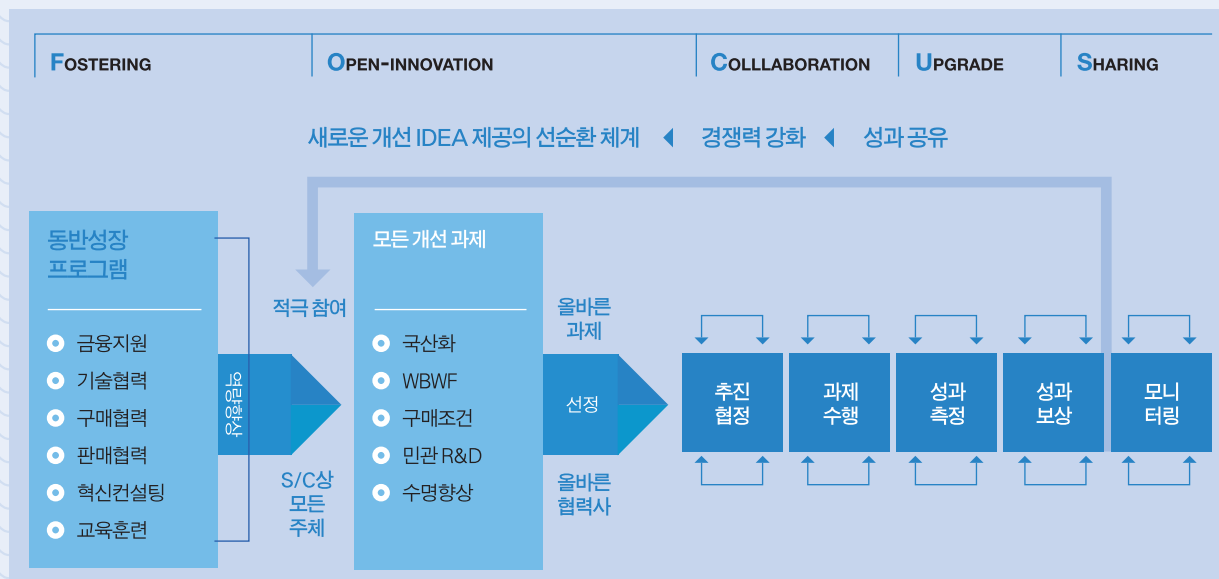 FOSTERING
OPEN-INNOVATION
COLLLABORATION
UPGRADE
SHARING
새로운 개선 IDEA 제공의 선순환 체계 ◀ 경쟁력 강화 ◀ 성과 공유
동반성장
프로그램
금융지원
기술협력
구매협력
판매협력
혁신컨설팅
교육훈련
역량향상
적극 참여
S/C상
모든
주체
모든 개선 과제
국산화
WBWF
구매조건
민관 R&D
수명향상
올바른
과제
선정
올바른
협력사
추진
협정
과제
수행
성과
측정
성과
보상
모니
터링